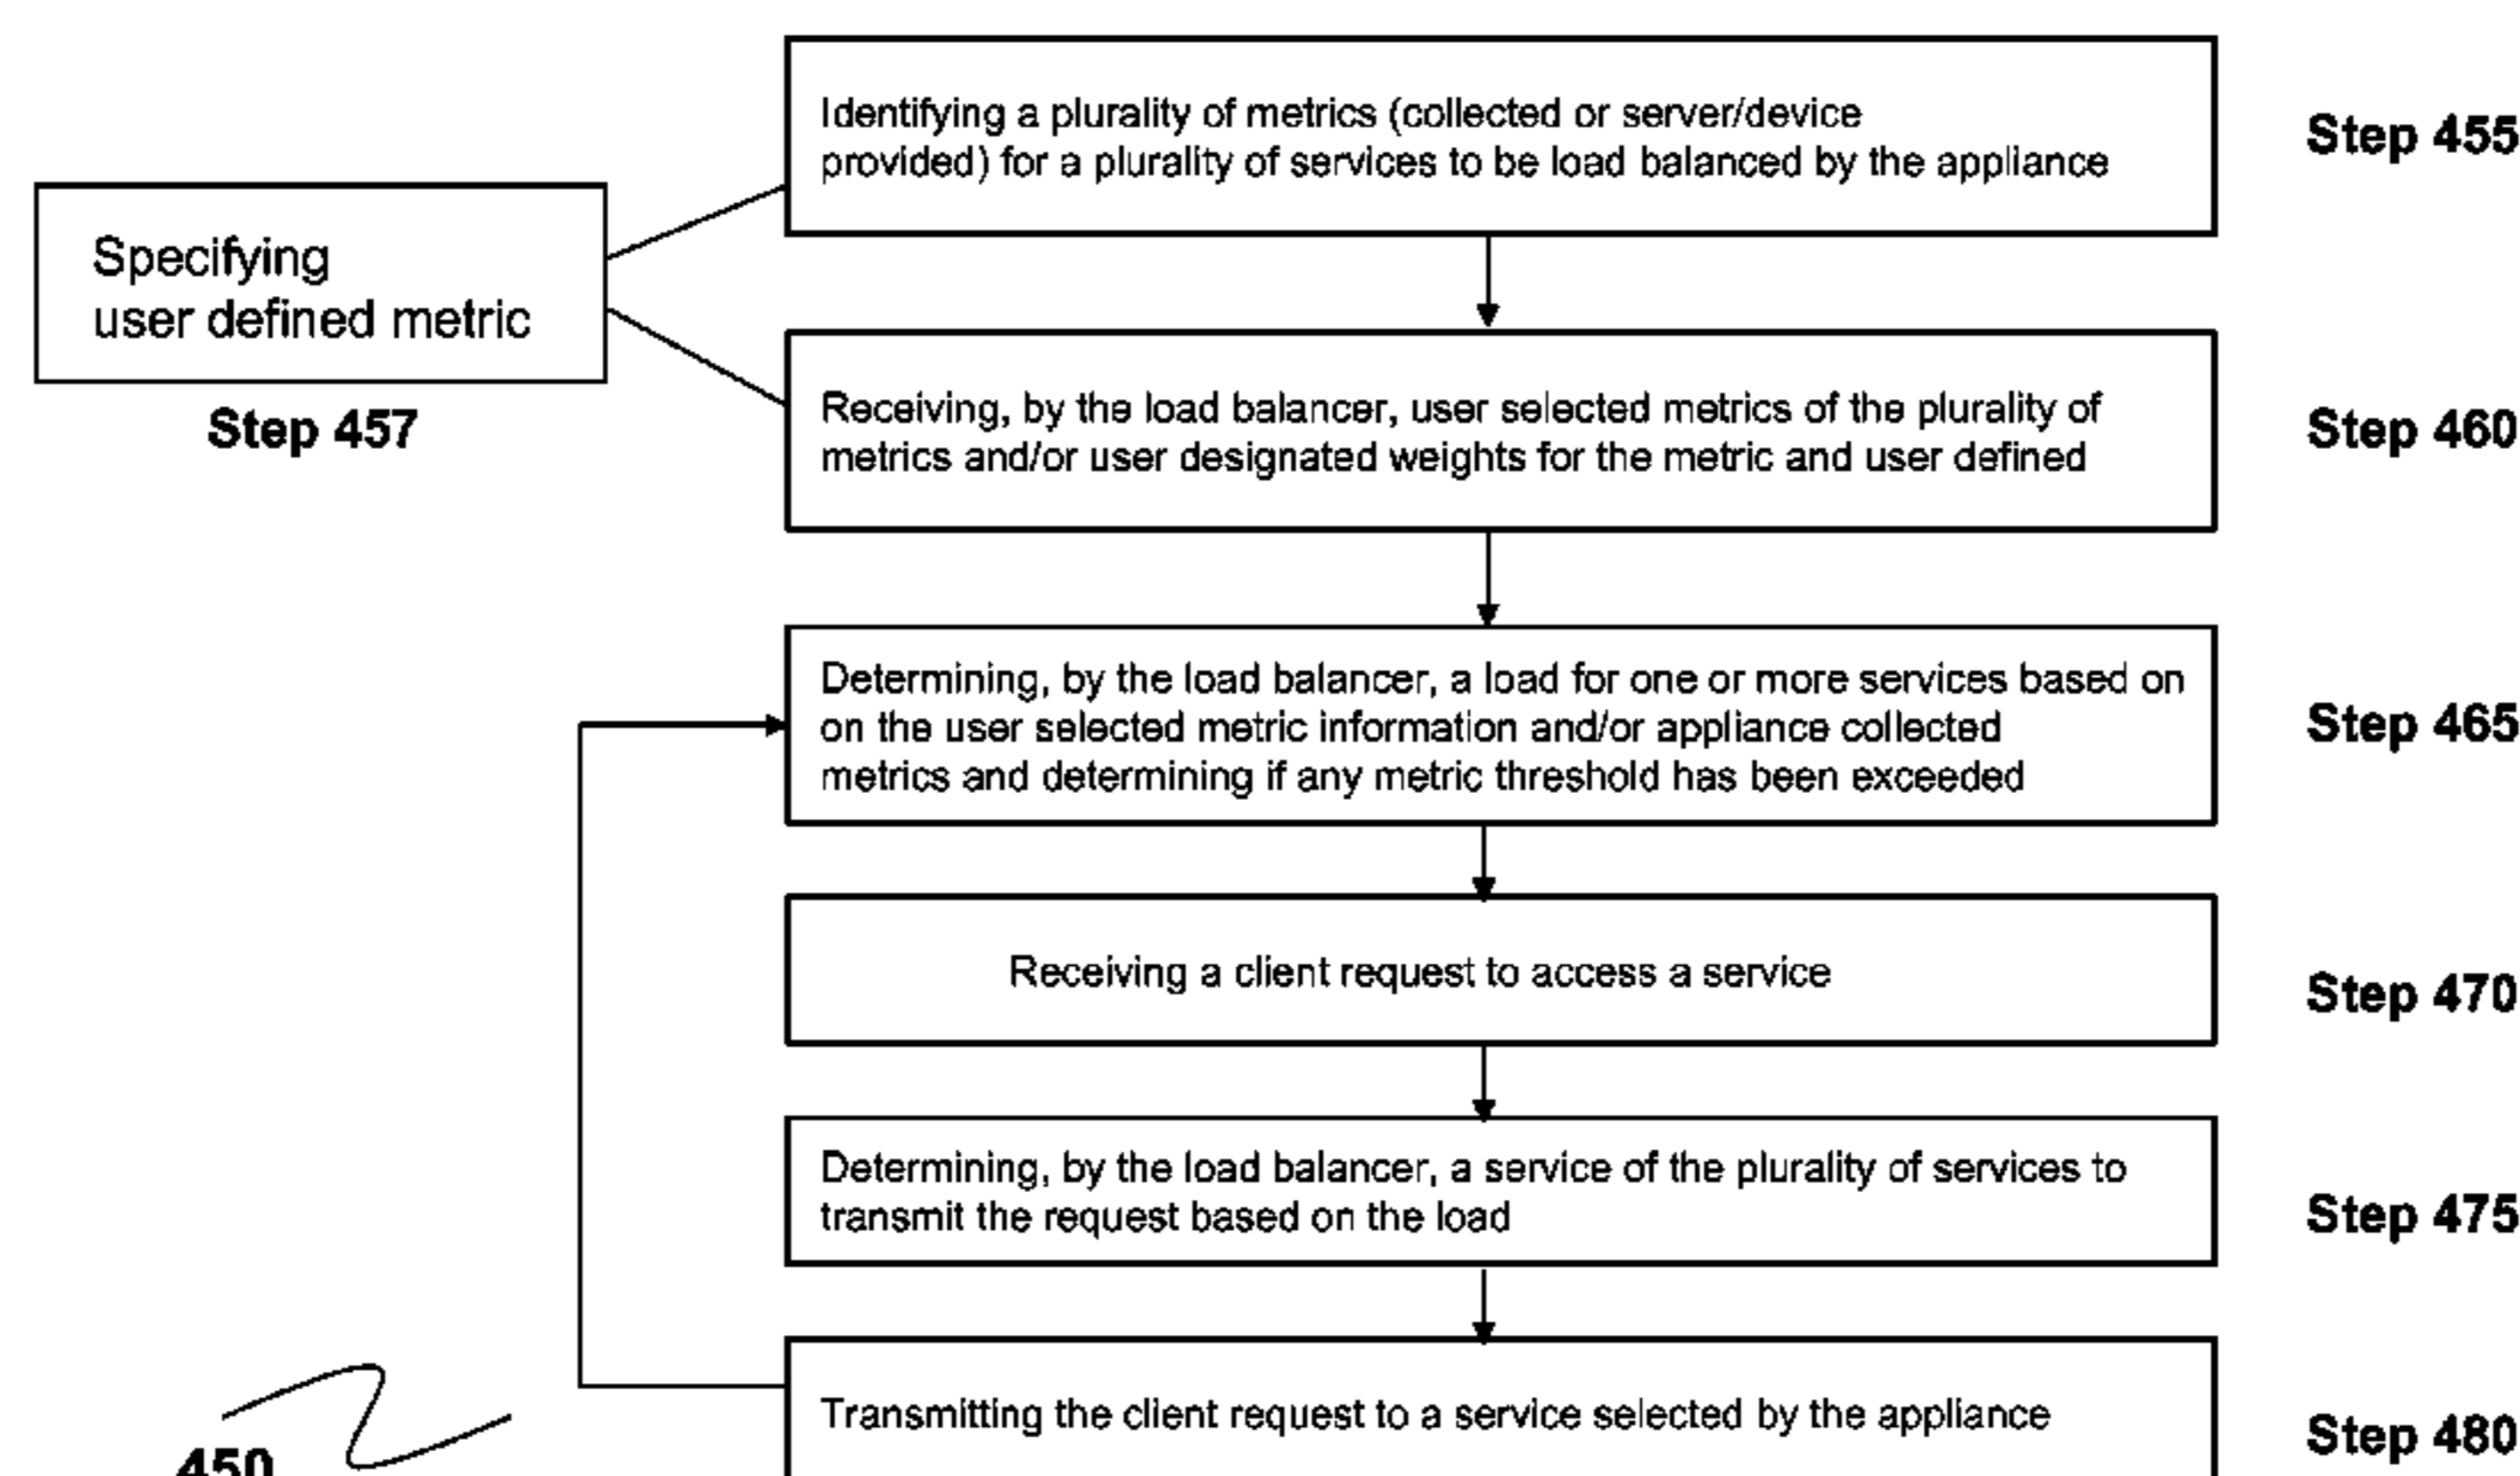 Identifying a plurality of metrics (collected or server/device
provided) for a plurality of services to be load balanced by the appliance
Step 455
Specifying
user defined metric
Step 457
Receiving, by the load balancer, user selected metrics of the plurality of
metrics and/or user designated weights for the metric and user defined
Step 460
Determining, by the load balancer, a load for one or more services based on
on the user selected metric information and/or appliance collected
metrics and determining if any metric threshold has been exceeded
Step 465
Receiving a client request to access a service
Step 470
Determining, by the load balancer, a service of the plurality of services to
transmit the request based on the load
Step 475
Transmitting the client request to a service selected by the appliance
Step 480
450